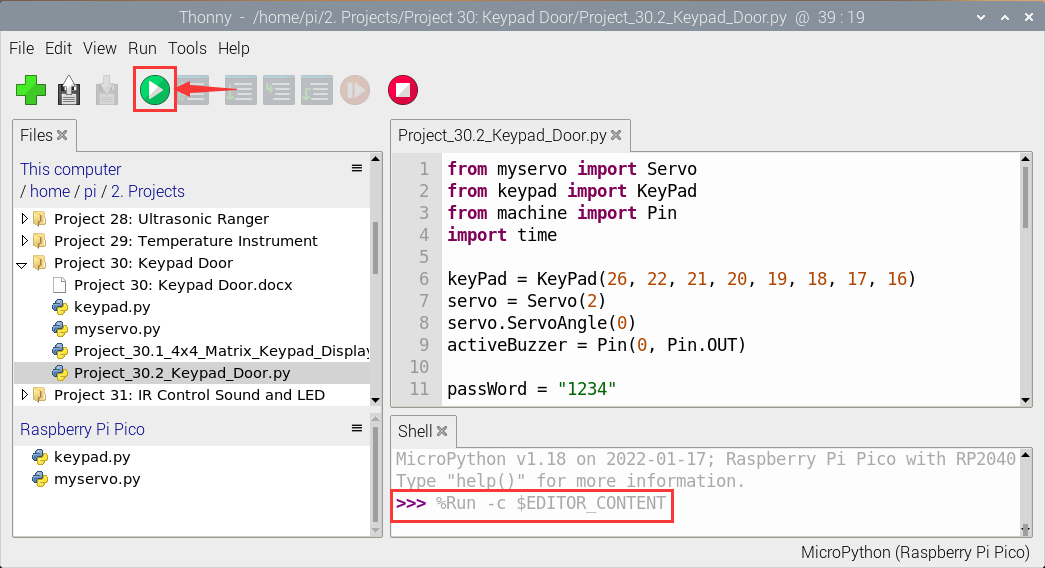 Thonny - /home/pi/2. Projects/Project 30: Keypad Door/Project_30.2_Keypad_Door.py @ 39 : 19
File Edit View Run Tools Help
Files
This computer
/ home / pi / 2. Projects
Project 28: Ultrasonic Ranger
Project 29: Temperature Instrument
Project 30: Keypad Door
Project 30: Keypad Door.docx
keypad.py
myservo.py
Project_30.1_4x4_Matrix_Keypad_Display
Project_30.2_Keypad_Door.py
Project 31: IR Control Sound and LED
Raspberry Pi Pico
keypad.py
myservo.py
Project_30.2_Keypad_Door.py
1 from myservo import Servo
2 from keypad import KeyPad
3 from machine import Pin
4 import time
5
6 keyPad = KeyPad(26, 22, 21, 20, 19, 18, 17, 16)
7 servo = Servo(2)
8 servo.ServoAngle(0)
9 activeBuzzer = Pin(0, Pin.OUT)
10
11 passWord = "1234"
Shell
MicroPython v1.18 on 2022-01-17; Raspberry Pi Pico with RP2040
Type "help()" for more information.
>>> %Run -c $EDITOR_CONTENT
MicroPython (Raspberry Pi Pico)